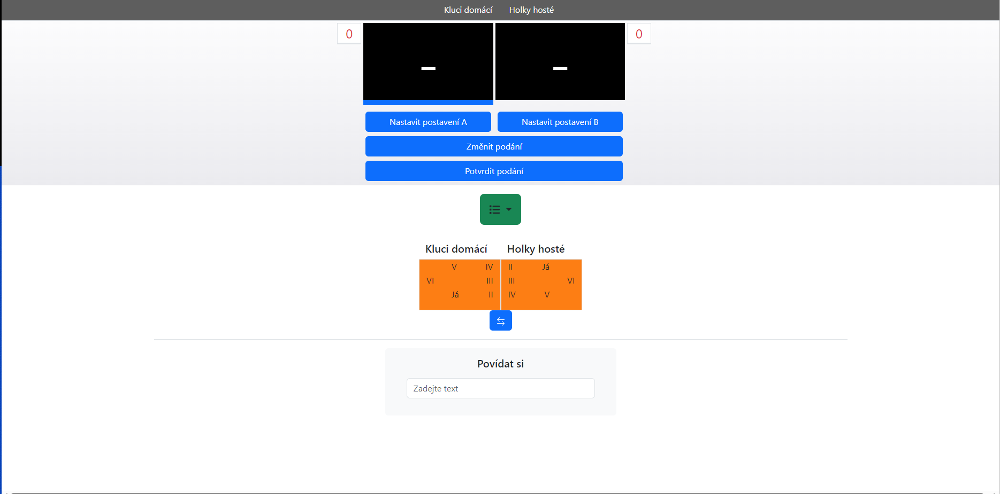 Kluci domácí Holky hosté
0 – – 0
Nastavit postavení A Nastavit postavení B
Změnit podání
Potvrdit podání
Kluci domácí Holky hosté
V IV II Já
VI III III VI
Já II IV V
Povídat si
Zadejte text